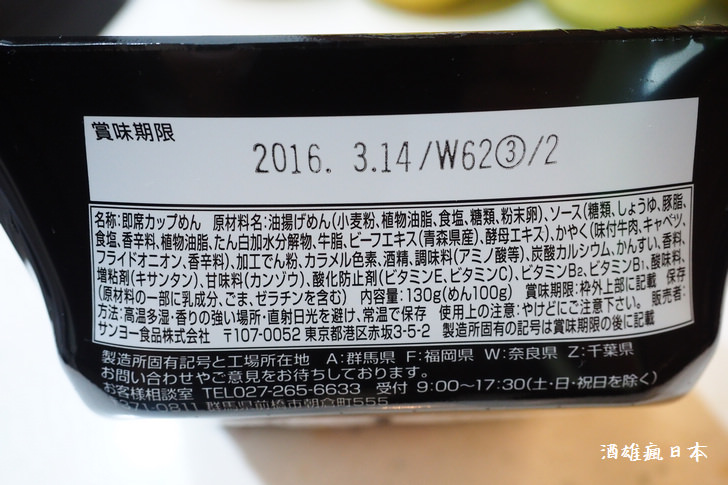 賞味期限
2016. 3.14/W62③/2
名称:即席カップめん 原材料名:油揚げめん(小麦粉、植物油脂、食塩、糖類、粉末卵)、ソース(糖類、しょうゆ、豚脂、
食塩、香辛料、植物油脂、たん白加水分解物、牛脂、ビーフエキス(青森県産)、酵母エキス)、かやく(味付牛肉、キャベツ、
フライドオニオン、香辛料)、加工でん粉、カラメル色素、酒精、調味料(アミノ酸等)、炭酸カルシウム、かんすい、香料、
増粘剤(キサンタン)、甘味料(カンゾウ)、酸化防止剤(ビタミンE、ビタミンC)、ビタミンB₂、ビタミンB₁、酸味料、
(原材料の一部に乳成分、ごま、ゼラチンを含む) 内容量:130g(めん100g) 賞味期限:枠外上部に記載 保存
方法:高温多湿・香りの強い場所・直射日光を避け、常温で保存 使用上の注意:やけどにご注意下さい。 販売者:
サンヨー食品株式会社 〒107-0052 東京都港区赤坂3-5-2 製造所固有の記号は賞味期限の後に記載
製造所固有記号と工場所在地 A:群馬県 F:福岡県 W:奈良県 Z:千葉県
お問い合わせやご意見をお待ちしております。
お客様相談室 TEL027-265-6633 受付 9:00〜17:30(土・日・祝日を除く)
371-0811 群馬県前橋市朝倉町555
酒雄瘋日本